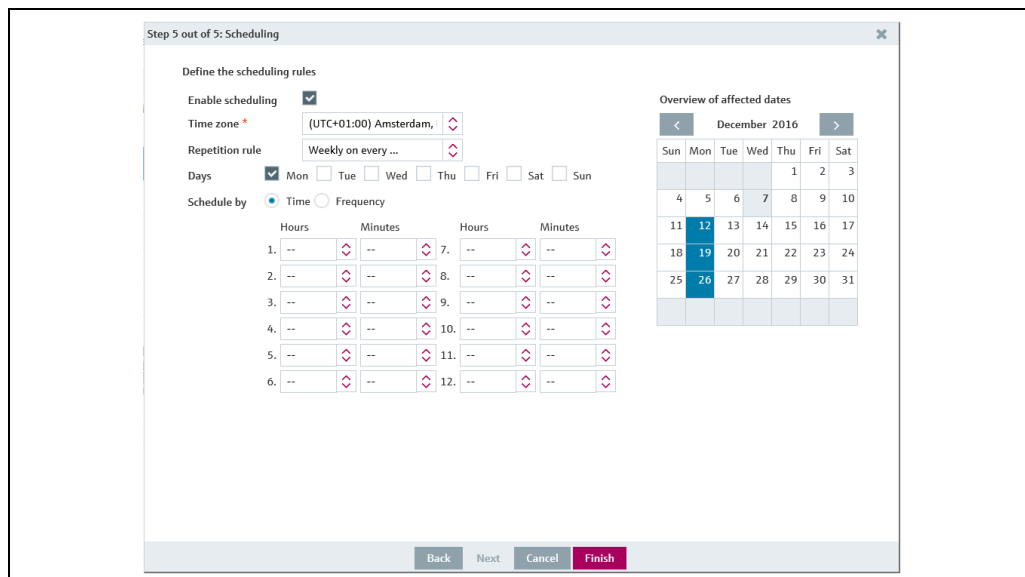 Step 5 out of 5: Scheduling
Define the scheduling rules
Enable scheduling
Time zone * (UTC+01:00) Amsterdam,
Repetition rule Weekly on every ...
Days Mon Tue Wed Thu Fri Sat Sun
Schedule by Time Frequency
Hours Minutes Hours Minutes
1. -- -- 7. -- --
2. -- -- 8. -- --
3. -- -- 9. -- --
4. -- -- 10. -- --
5. -- -- 11. -- --
6. -- -- 12. -- --
Overview of affected dates
< December 2016 >
Sun Mon Tue Wed Thu Fri Sat
1 2 3
4 5 6 7 8 9 10
11 12 13 14 15 16 17
18 19 20 21 22 23 24
25 26 27 28 29 30 31
Back Next Cancel Finish